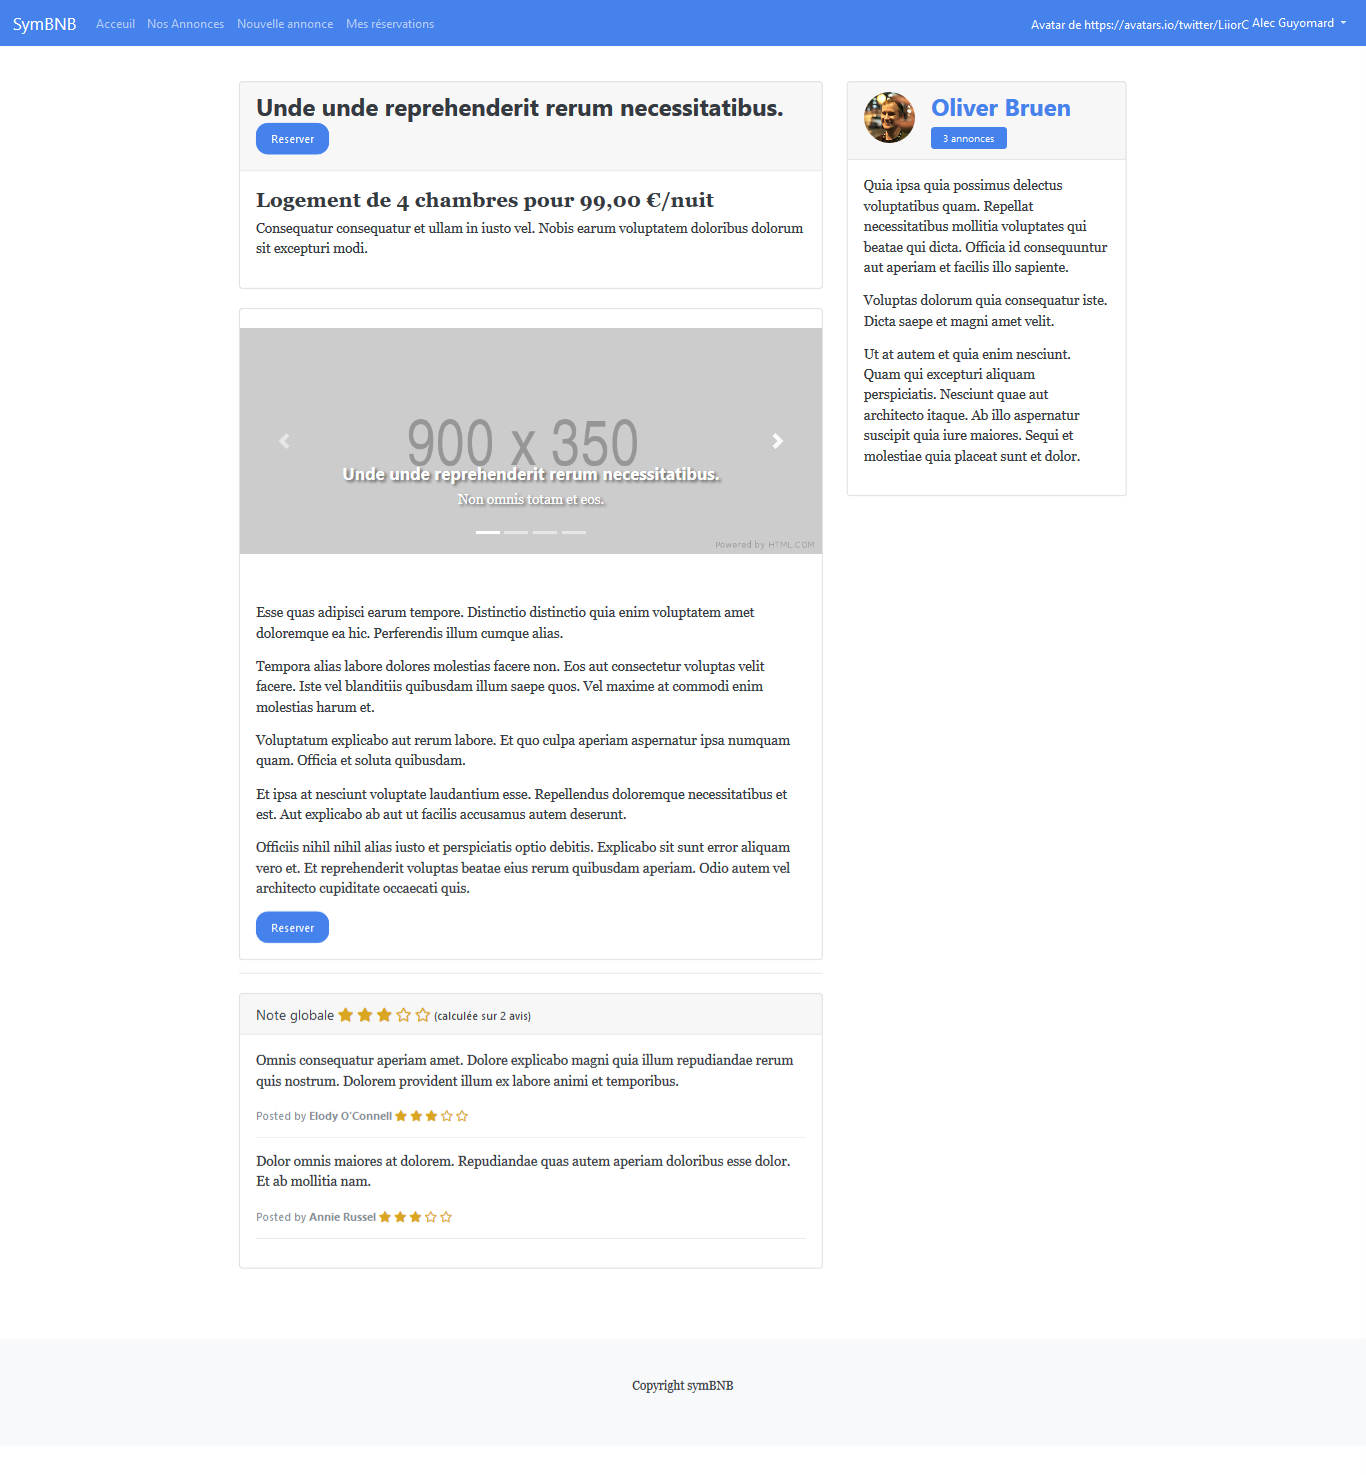 SymBNB Acceuil Nos Annonces Nouvelle annonce Mes réservations Avatar de https://avatars.io/twitter/LiiorC Alec Guyomard
Unde unde reprehenderit rerum necessitatibus.
Reserver
Logement de 4 chambres pour 99,00 €/nuit
Consequatur consequatur et ullam in iusto vel. Nobis earum voluptatem doloribus dolorum
sit excepturi modi.
900 x 350
Unde unde reprehenderit rerum necessitatibus.
Non omnis totam et eos.
Powered by HTML.COM
Esse quas adipisci earum tempore. Distinctio distinctio quia enim voluptatem amet
doloremque ea hic. Perferendis illum cumque alias.
Tempora alias labore dolores molestias facere non. Eos aut consectetur voluptas velit
facere. Iste vel blanditiis quibusdam illum saepe quos. Vel maxime at commodi enim
molestias harum et.
Voluptatum explicabo aut rerum labore. Et quo culpa aperiam aspernatur ipsa numquam
quam. Officia et soluta quibusdam.
Et ipsa at nesciunt voluptate laudantium esse. Repellendus doloremque necessitatibus et
est. Aut explicabo ab aut ut facilis accusamus autem deserunt.
Officiis nihil nihil alias iusto et perspiciatis optio debitis. Explicabo sit sunt error aliquam
vero et. Et reprehenderit voluptas beatae eius rerum quibusdam aperiam. Odio autem vel
architecto cupiditate occaecati quis.
Reserver
Note globale (calculée sur 2 avis)
Omnis consequatur aperiam amet. Dolore explicabo magni quia illum repudiandae rerum
quis nostrum. Dolorem provident illum ex labore animi et temporibus.
Posted by Elody O'Connell
Dolor omnis maiores at dolorem. Repudiandae quas autem aperiam doloribus esse dolor.
Et ab mollitia nam.
Posted by Annie Russel
Oliver Bruen
3 annonces
Quia ipsa quia possimus delectus
voluptatibus quam. Repellat
necessitatibus mollitia voluptates qui
beatae qui dicta. Officia id consequuntur
aut aperiam et facilis illo sapiente.
Voluptas dolorum quia consequatur iste.
Dicta saepe et magni amet velit.
Ut at autem et quia enim nesciunt.
Quam qui excepturi aliquam
perspiciatis. Nesciunt quae aut
architecto itaque. Ab illo aspernatur
suscipit quia iure maiores. Sequi et
molestiae quia placeat sunt et dolor.
Copyright symBNB